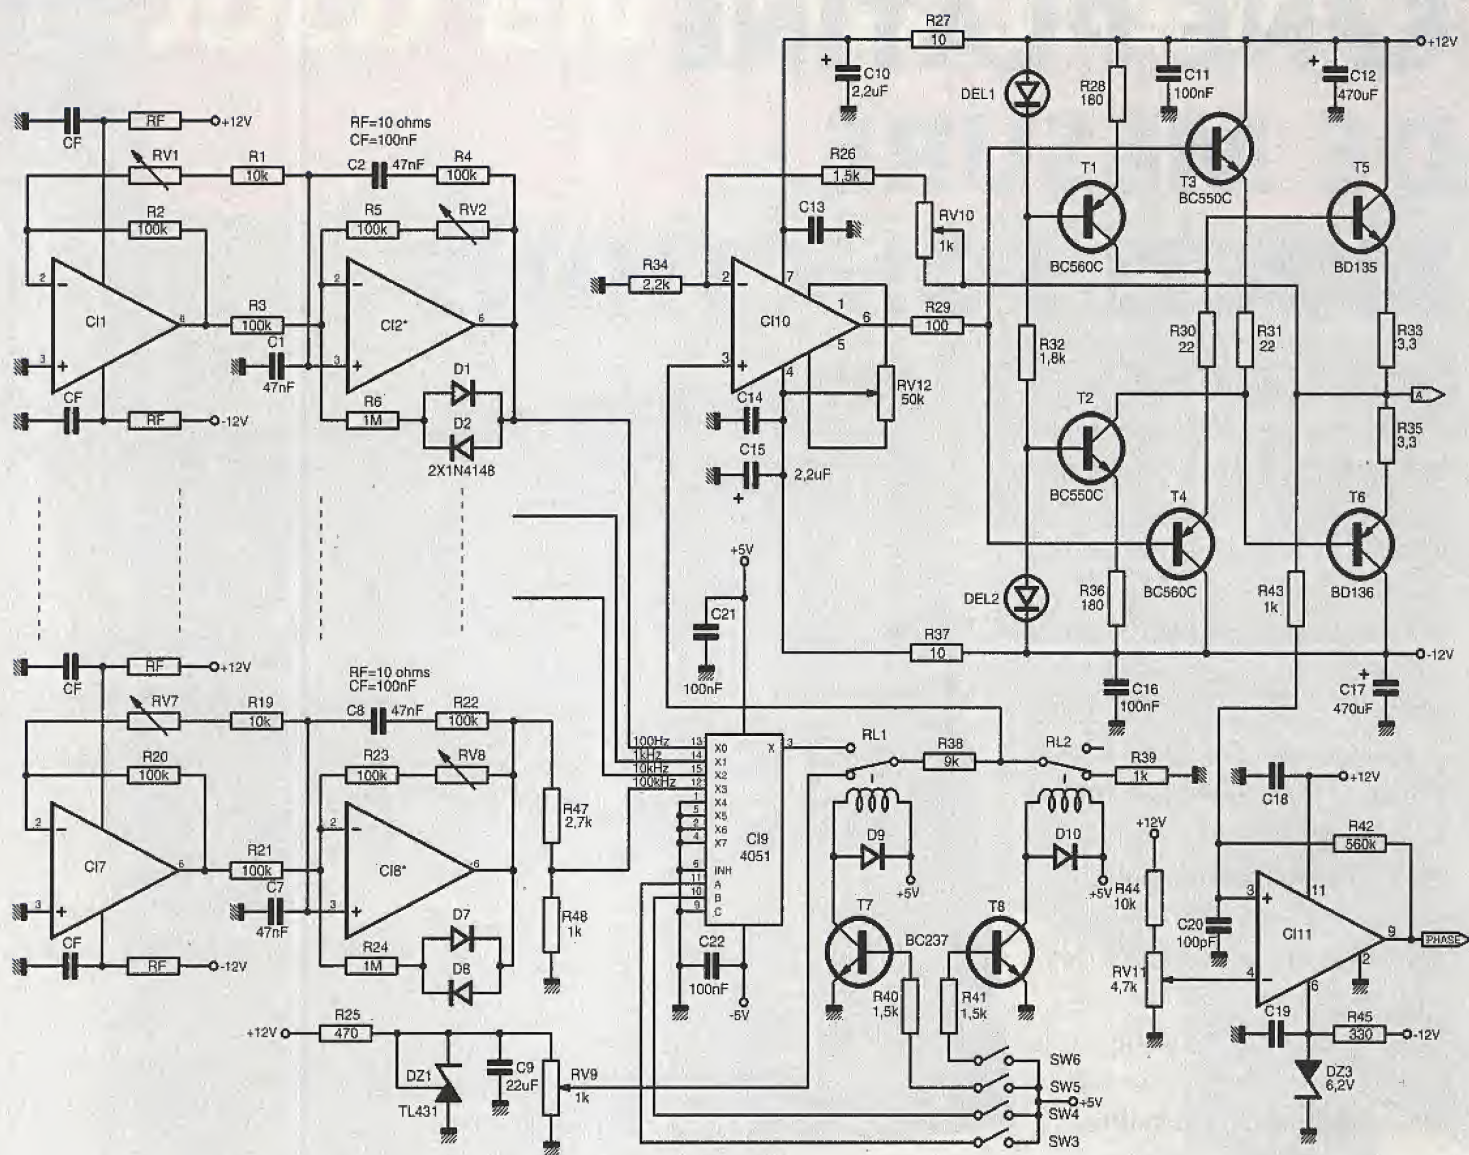 R27
10
+12V
C10
2,2uF
DEL1
R28
180
C11
100nF
C12
470uF
CF
RF
+12V
RF=10 ohms
CF=100nF
RV1
R1
10k
C2
47nF
R4
100k
R26
1,5k
T1
T3
BC550C
T5
R2
100k
R5
100k
RV2
C13
RV10
1k
BC560C
BD135
2
3
CI1
6
R3
100k
C1
47nF
2
3
CI2*
6
R34
2,2k
2
3
7
CI10
1
6
5
4
R29
100
R32
1,8k
R30
22
R31
22
R33
3,3
RV12
50k
A
CF
RF
-12V
R6
1M
D1
D2
2X1N4148
C14
C15
2,2uF
+
T2
BC550C
R35
3,3
T4
BC560C
T6
BD136
+5V
DEL2
R36
180
R43
1k
C21
100nF
R37
10
-12V
C16
100nF
C17
470uF
CF
RF
+12V
RF=10 ohms
CF=100nF
RV7
R19
10k
C8
47nF
R22
100k
R20
100k
R23
100k
RV8
100Hz
1kHz
10kHz
100kHz
13
14
15
12
1
5
2
4
6
11
10
9
X0
X1
X2
X3
X4
X5
X6
X7
INH
A
B
C
X
3
CI9
4051
RL1
R38
9k
RL2
R39
1k
R47
2,7k
D9
+5V
D10
+5V
C18
+12V
+12V
R42
560k
2
3
CI7
6
R21
100k
C7
47nF
2
3
CI8*
6
R48
1k
T7
BC237
T8
R44
10k
C20
100pF
3
4
11
CI11
9
2
6
PHASE
CF
RF
-12V
R24
1M
D7
D8
C22
100nF
-5V
R40
1,5k
R41
1,5k
RV11
4,7k
C19
R45
330
-12V
+12V
R25
470
DZ1
TL431
C9
22uF
RV9
1k
SW6
SW5
+5V
SW4
SW3
DZ3
6,2V